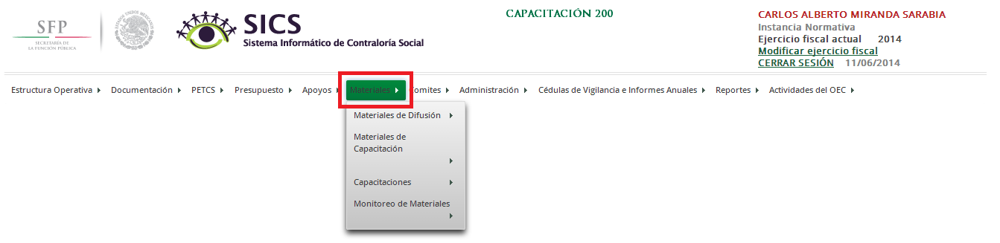 SFP
SECRETARÍA DE
LA FUNCIÓN PÚBLICA
ESTADOS UNIDOS MEXICANOS
SICS
Sistema Informático de Contraloría Social
CAPACITACIÓN 200
CARLOS ALBERTO MIRANDA SARABIA
Instancia Normativa
Ejercicio fiscal actual 2014
Modificar ejercicio fiscal
CERRAR SESIÓN 11/06/2014
Estructura Operativa Documentación PETCS Presupuesto Apoyos Materiales omites Administración Cédulas de Vigilancia e Informes Anuales Reportes Actividades del OEC
Materiales de Difusión
Materiales de
Capacitación
Capacitaciones
Monitoreo de Materiales